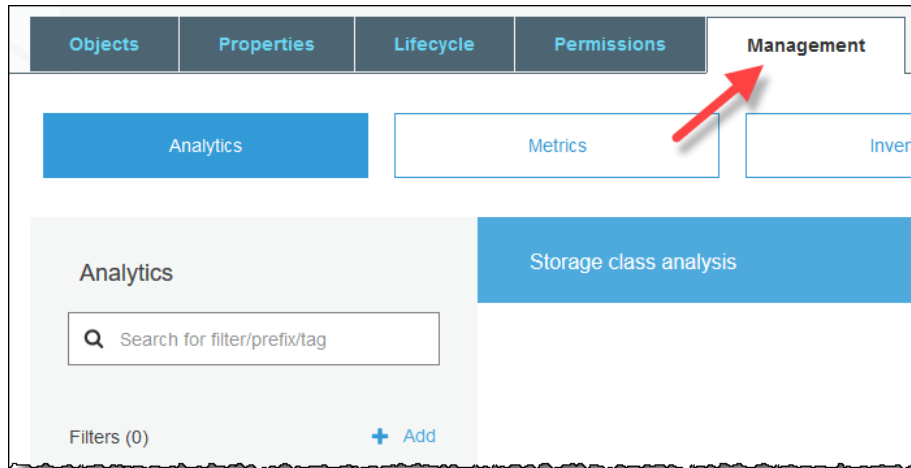 Objects Properties Lifecycle Permissions Management
Analytics Metrics Inver
Analytics
Storage class analysis
Search for filter/prefix/tag
Filters (0) + Add